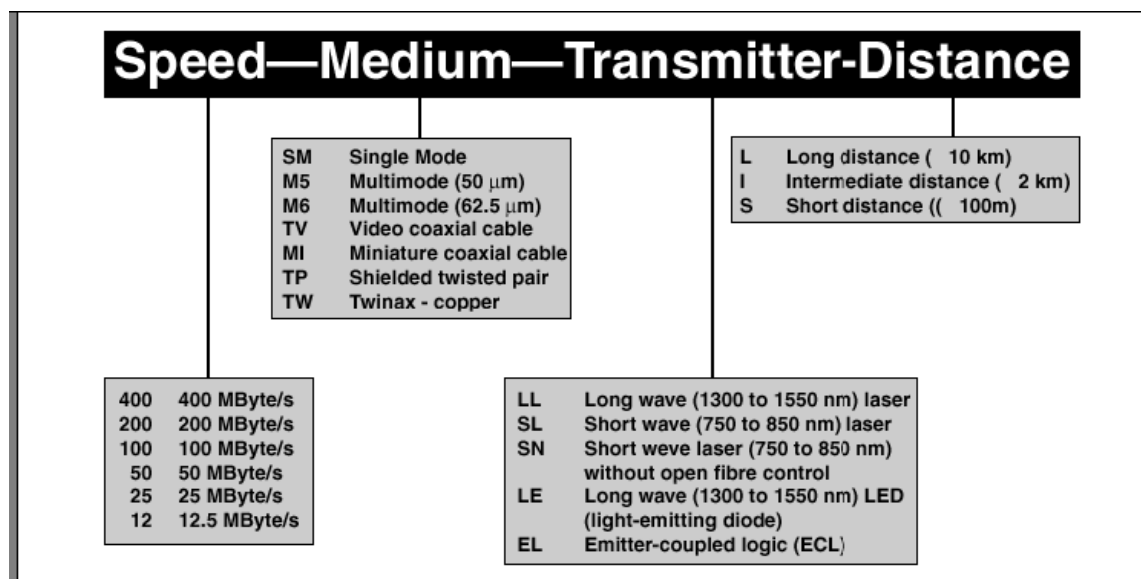 Speed—Medium—Transmitter-Distance
SM Single Mode
M5 Multimode (50 μm)
M6 Multimode (62.5 μm)
TV Video coaxial cable
MI Miniature coaxial cable
TP Shielded twisted pair
TW Twinax - copper
L Long distance ( 10 km)
I Intermediate distance ( 2 km)
S Short distance (( 100m)
400 400 MByte/s
200 200 MByte/s
100 100 MByte/s
50 50 MByte/s
25 25 MByte/s
12 12.5 MByte/s
LL Long wave (1300 to 1550 nm) laser
SL Short wave (750 to 850 nm) laser
SN Short weve laser (750 to 850 nm)
without open fibre control
LE Long wave (1300 to 1550 nm) LED
(light-emitting diode)
EL Emitter-coupled logic (ECL)